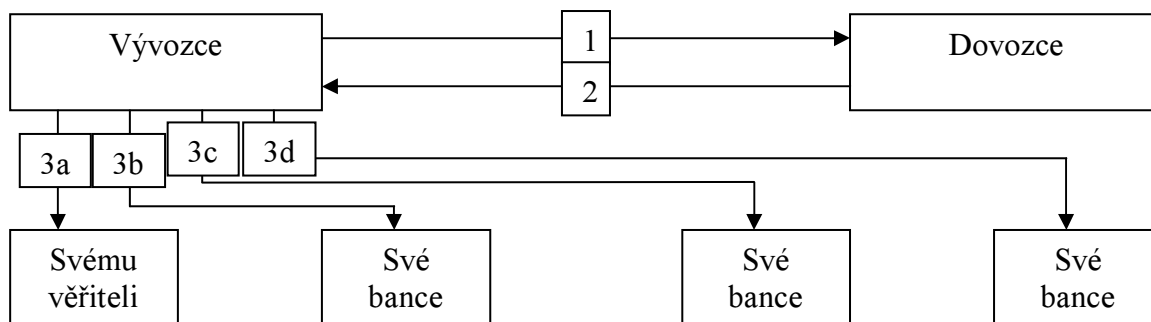 Vývozce
1
Dovozce
2
3a
3b
3c
3d
Svému
věřiteli
Své
bance
Své
bance
Své
bance